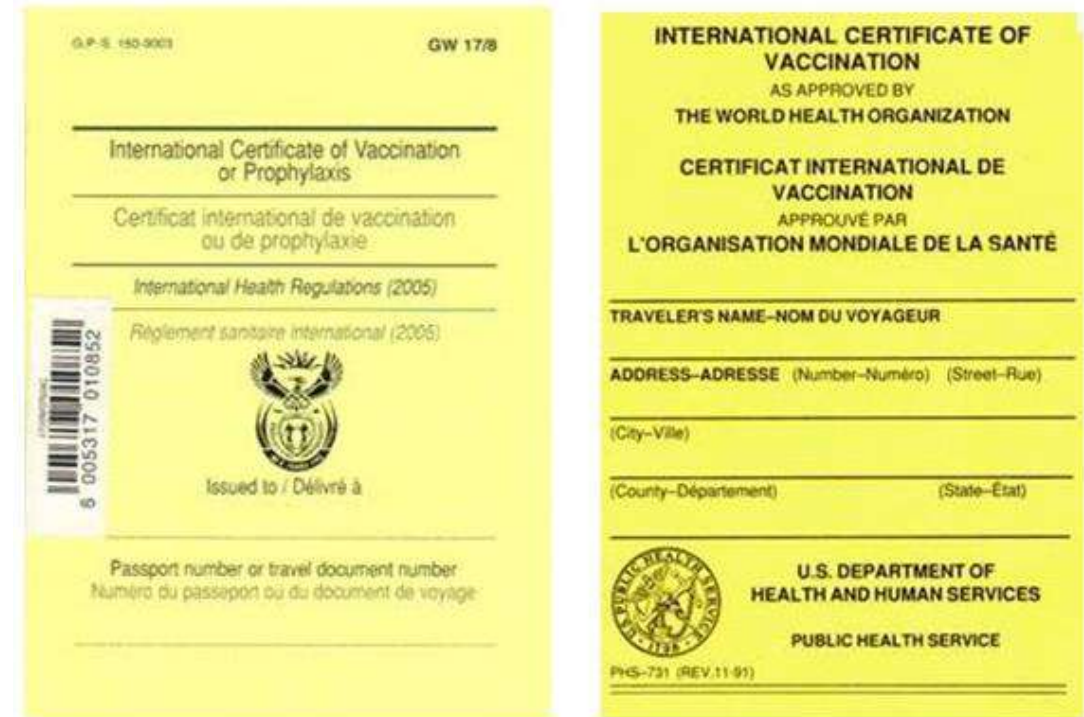 G.P.-S. 160-9003
GW 17/8
International Certificate of Vaccination
or Prophylaxis
Certificat international de vaccination
ou de prophylaxie
International Health Regulations (2005)
Règlement sanitaire international (2005)
6 005317 010852
Issued to / Délivré à
Passport number or travel document number
Numéro du passeport ou du document de voyage
INTERNATIONAL CERTIFICATE OF
VACCINATION
AS APPROVED BY
THE WORLD HEALTH ORGANIZATION
CERTIFICAT INTERNATIONAL DE
VACCINATION
APPROUVÉ PAR
L'ORGANISATION MONDIALE DE LA SANTÉ
TRAVELER'S NAME–NOM DU VOYAGEUR
ADDRESS–ADRESSE (Number–Numéro) (Street–Rue)
(City–Ville)
(County–Département) (State–État)
U.S. PUBLIC HEALTH SERVICE
1798
U.S. DEPARTMENT OF
HEALTH AND HUMAN SERVICES
PUBLIC HEALTH SERVICE
PHS–731 (REV.11-91)